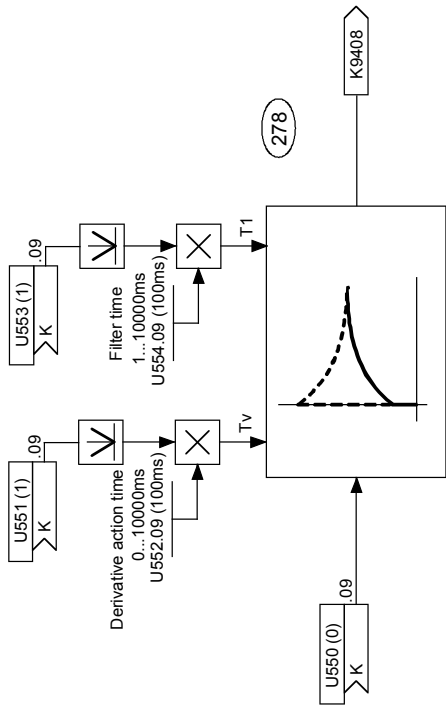 U551 (1)
K
.09
U553 (1)
K
.09
Derivative action time
0...10000ms
U552.09 (100ms)
Filter time
1...10000ms
U554.09 (100ms)
Tv
T1
278
U550 (0)
K
.09
K9408